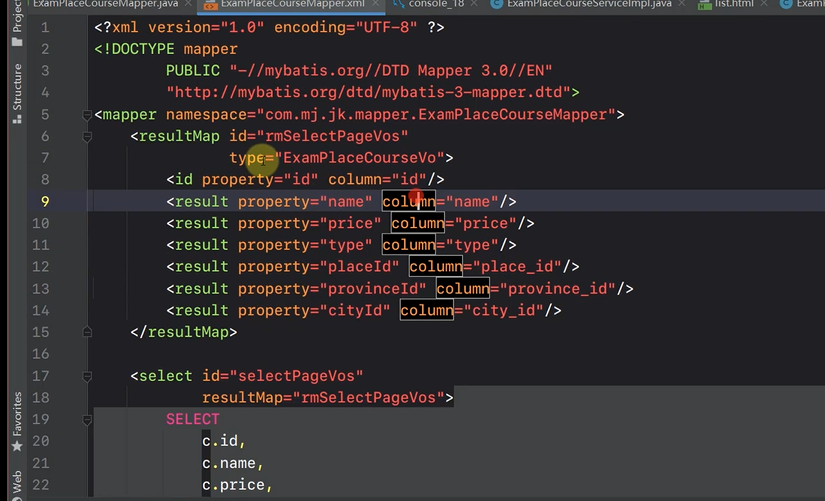 ExamPlaceCourseMapper.java
ExamPlaceCourseMapper.xml
console_18
ExamPlaceCourseServiceImpl.java
list.html
Project
Structure
Favorites
Web
1 <?xml version="1.0" encoding="UTF-8" ?>
2 <!DOCTYPE mapper
3 PUBLIC "-//mybatis.org//DTD Mapper 3.0//EN"
4 "http://mybatis.org/dtd/mybatis-3-mapper.dtd">
5 <mapper namespace="com.mj.jk.mapper.ExamPlaceCourseMapper">
6 <resultMap id="rmSelectPageVos"
7 type="ExamPlaceCourseVo">
8 <id property="id" column="id"/>
9 <result property="name" column="name"/>
10 <result property="price" column="price"/>
11 <result property="type" column="type"/>
12 <result property="placeId" column="place_id"/>
13 <result property="provinceId" column="province_id"/>
14 <result property="cityId" column="city_id"/>
15 </resultMap>
16
17 <select id="selectPageVos"
18 resultMap="rmSelectPageVos">
19 SELECT
20 c.id,
21 c.name,
22 c.price,